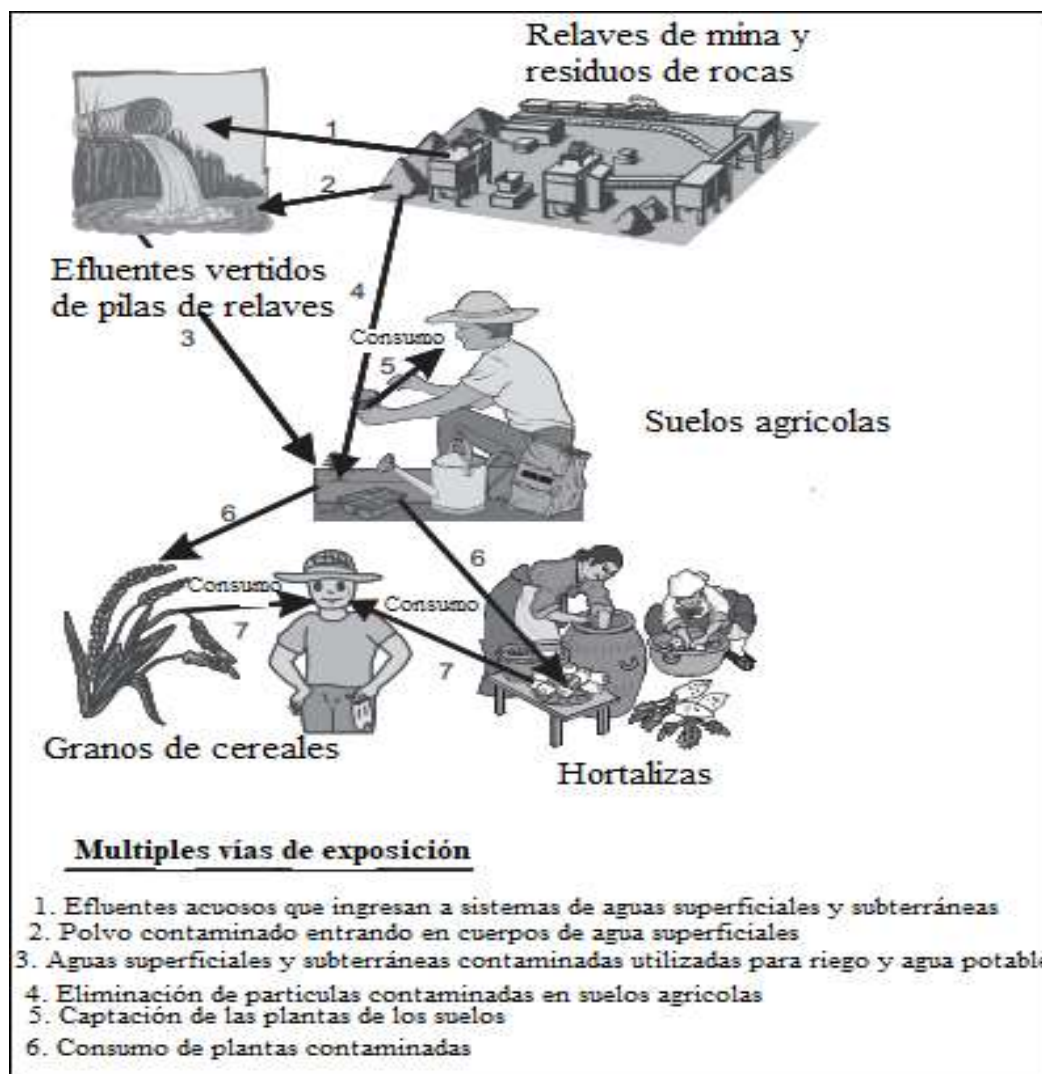 Relaves de mina y
residuos de rocas
1
2
Efluentes vertidos
de pilas de relaves
3
4
Consumo
5
Suelos agrícolas
6
6
Consumo
7
Consumo
7
Granos de cereales
Hortalizas
Multiples vías de exposición
1. Efluentes acuosos que ingresan a sistemas de aguas superficiales y subterráneas
2. Polvo contaminado entrando en cuerpos de agua superficiales
3. Aguas superficiales y subterráneas contaminadas utilizadas para riego y agua potable
4. Eliminación de particulas contaminadas en suelos agrícolas
5. Captación de las plantas de los suelos
6. Consumo de plantas contaminadas